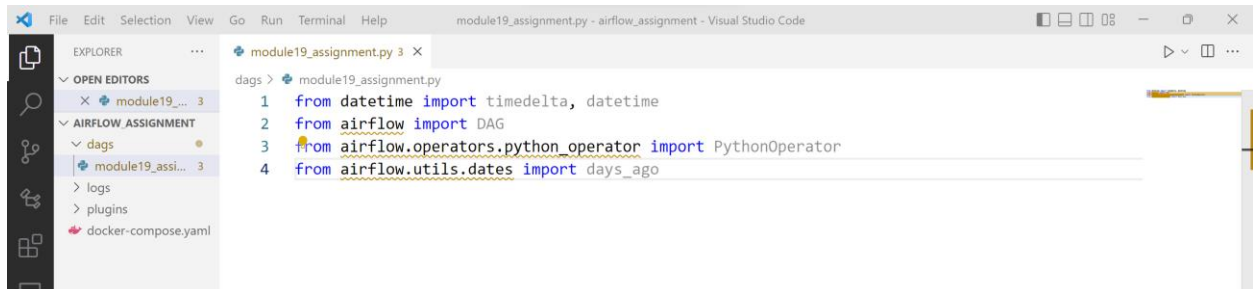 File Edit Selection View Go Run Terminal Help module19_assignment.py - airflow_assignment - Visual Studio Code
EXPLORER ...
module19_assignment.py 3
OPEN EDITORS
module19_... 3
AIRFLOW_ASSIGNMENT
dags
module19_assi... 3
logs
plugins
docker-compose.yaml
dags > module19_assignment.py
1 from datetime import timedelta, datetime
2 from airflow import DAG
3 from airflow.operators.python_operator import PythonOperator
4 from airflow.utils.dates import days_ago